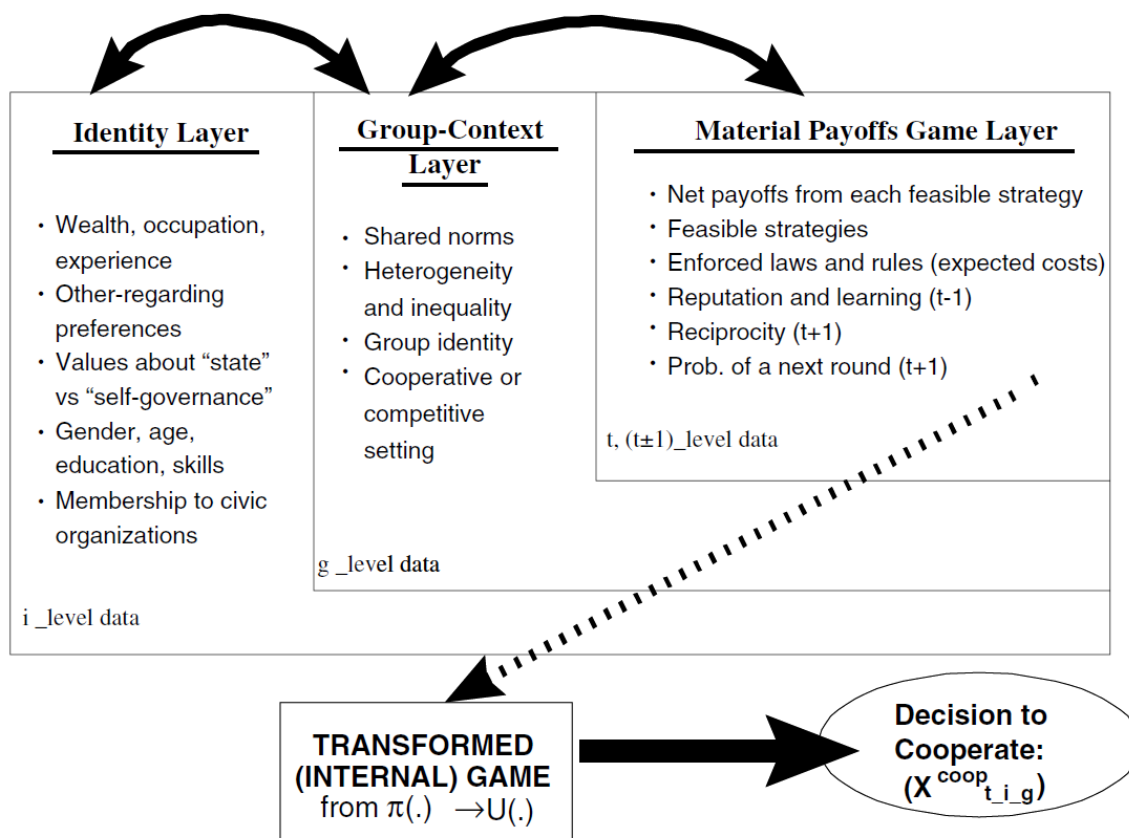 Identity Layer
• Wealth, occupation,
experience
• Other-regarding
preferences
• Values about “state”
vs “self-governance”
• Gender, age,
education, skills
• Membership to civic
organizations
i _level data
Group-Context
Layer
• Shared norms
• Heterogeneity
and inequality
• Group identity
• Cooperative or
competitive
setting
g _level data
Material Payoffs Game Layer
• Net payoffs from each feasible strategy
• Feasible strategies
• Enforced laws and rules (expected costs)
• Reputation and learning (t-1)
• Reciprocity (t+1)
• Prob. of a next round (t+1)
t, (t±1)_level data
TRANSFORMED
(INTERNAL) GAME
from π(.) →U(.)
Decision to
Cooperate:
(X coop t_i_g)